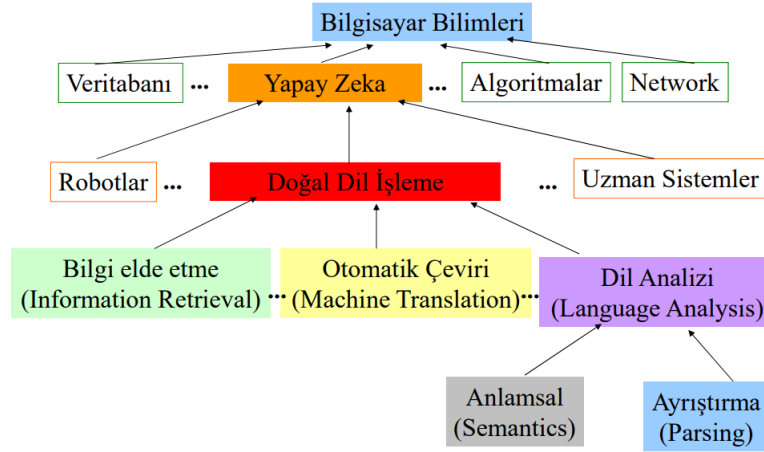 Bilgisayar Bilimleri
Veritabanı ... Yapay Zeka ... Algoritmalar Network
Robotlar ... Doğal Dil İşleme ... Uzman Sistemler
Bilgi elde etme
(Information Retrieval)
...
Otomatik Çeviri
(Machine Translation)
...
Dil Analizi
(Language Analysis)
Anlamsal
(Semantics)
Ayrıştırma
(Parsing)